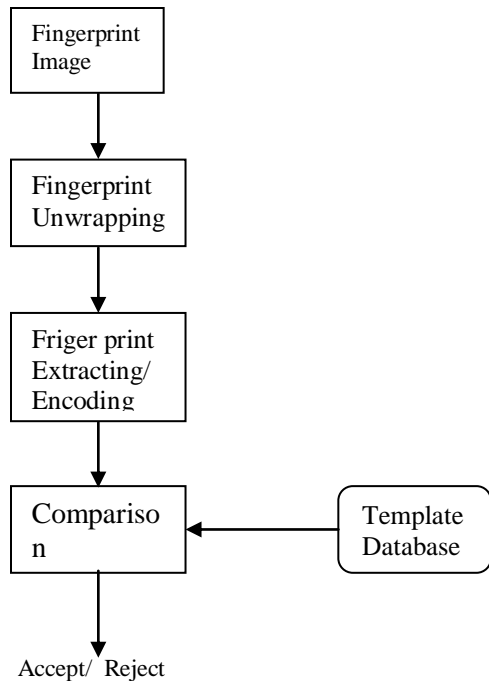 Fingerprint
Image
Fingerprint
Unwrapping
Friger print
Extracting/
Encoding
Compariso
n
Template
Database
Accept/ Reject